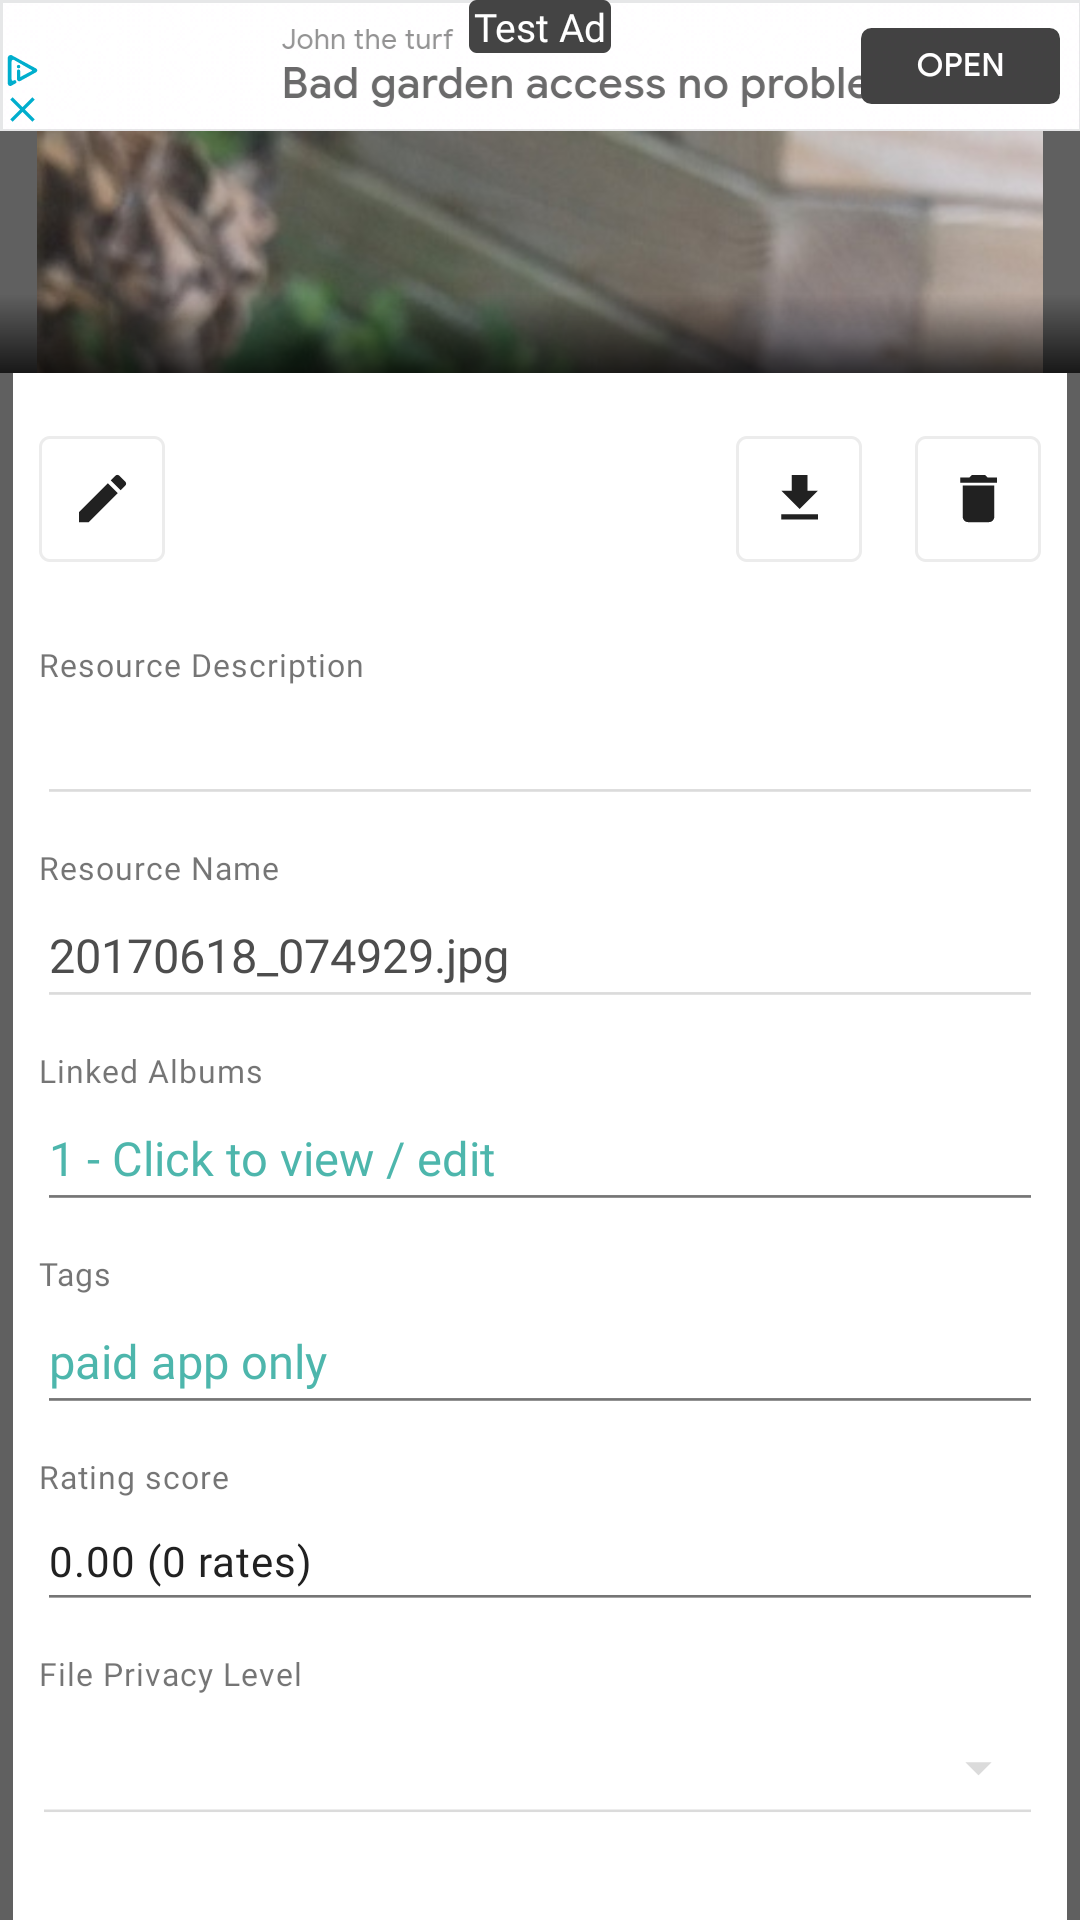 John the turf
Test Ad
Bad garden access no proble
OPEN
Resource Description
Resource Name
20170618_074929.jpg
Linked Albums
1 - Click to view / edit
Tags
paid app only
Rating score
0.00 (0 rates)
File Privacy Level